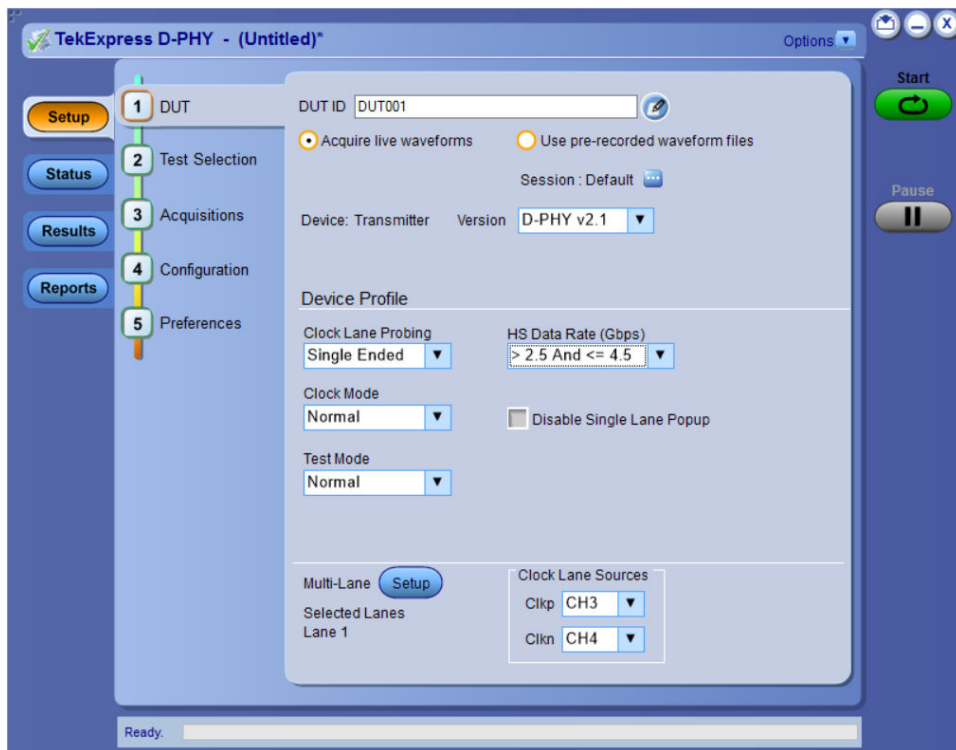 TekExpress D-PHY - (Untitled)*
Options
Start
Pause
Setup
Status
Results
Reports
1 DUT
2 Test Selection
3 Acquisitions
4 Configuration
5 Preferences
DUT ID DUT001
Acquire live waveforms Use pre-recorded waveform files
Session : Default
Device: Transmitter Version D-PHY v2.1
Device Profile
Clock Lane Probing HS Data Rate (Gbps)
Single Ended > 2.5 And <= 4.5
Clock Mode
Normal Disable Single Lane Popup
Test Mode
Normal
Multi-Lane Setup
Selected Lanes
Lane 1
Clock Lane Sources
Clkp CH3
Clkn CH4
Ready.